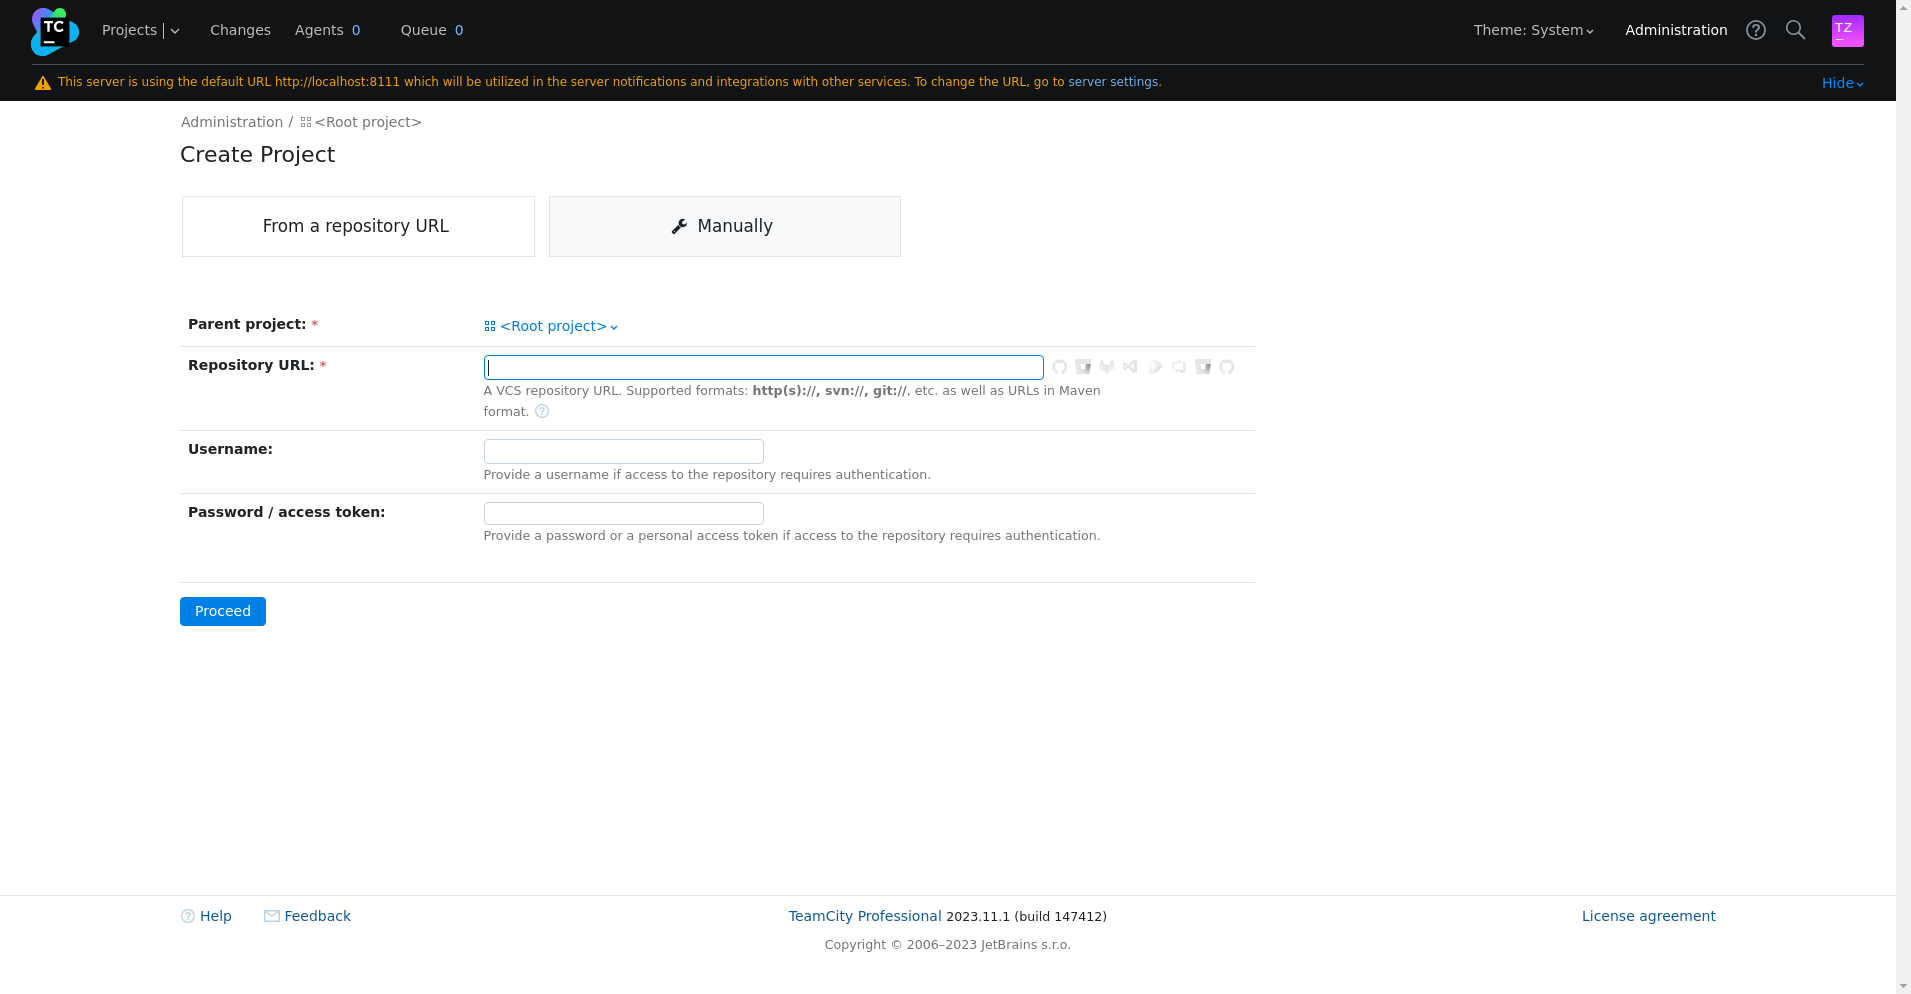 TC
Projects
Changes
Agents 0
Queue 0
Theme: System
Administration
TZ
This server is using the default URL http://localhost:8111 which will be utilized in the server notifications and integrations with other services. To change the URL, go to server settings.
Hide
Administration / <Root project>
Create Project
From a repository URL
Manually
Parent project: *
<Root project>
Repository URL: *
A VCS repository URL. Supported formats: http(s)://, svn://, git://, etc. as well as URLs in Maven
format.
Username:
Provide a username if access to the repository requires authentication.
Password / access token:
Provide a password or a personal access token if access to the repository requires authentication.
Proceed
Help
Feedback
TeamCity Professional 2023.11.1 (build 147412)
License agreement
Copyright © 2006–2023 JetBrains s.r.o.